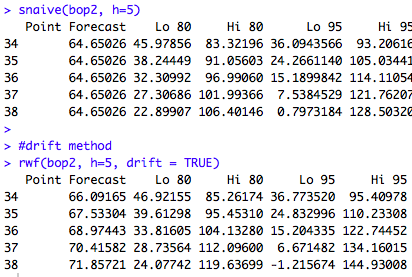 > snaive(bop2, h=5)
   Point Forecast    Lo 80     Hi 80      Lo 95     Hi 95
34       64.65026 45.97856  83.32196 36.0943566  93.20616
35       64.65026 38.24449  91.05603 24.2661140 105.03441
36       64.65026 32.30992  96.99060 15.1899842 114.11054
37       64.65026 27.30686 101.99366  7.5384529 121.76207
38       64.65026 22.89907 106.40146  0.7973184 128.50320
>
> #drift method
> rwf(bop2, h=5, drift = TRUE)
   Point Forecast    Lo 80     Hi 80     Lo 95     Hi 95
34       66.09165 46.92155  85.26174 36.773520  95.40978
35       67.53304 39.61298  95.45310 24.832996 110.23308
36       68.97443 33.81605 104.13280 15.204335 122.74452
37       70.41582 28.73564 112.09600  6.671482 134.16015
38       71.85721 24.07742 119.63699 -1.215674 144.93008